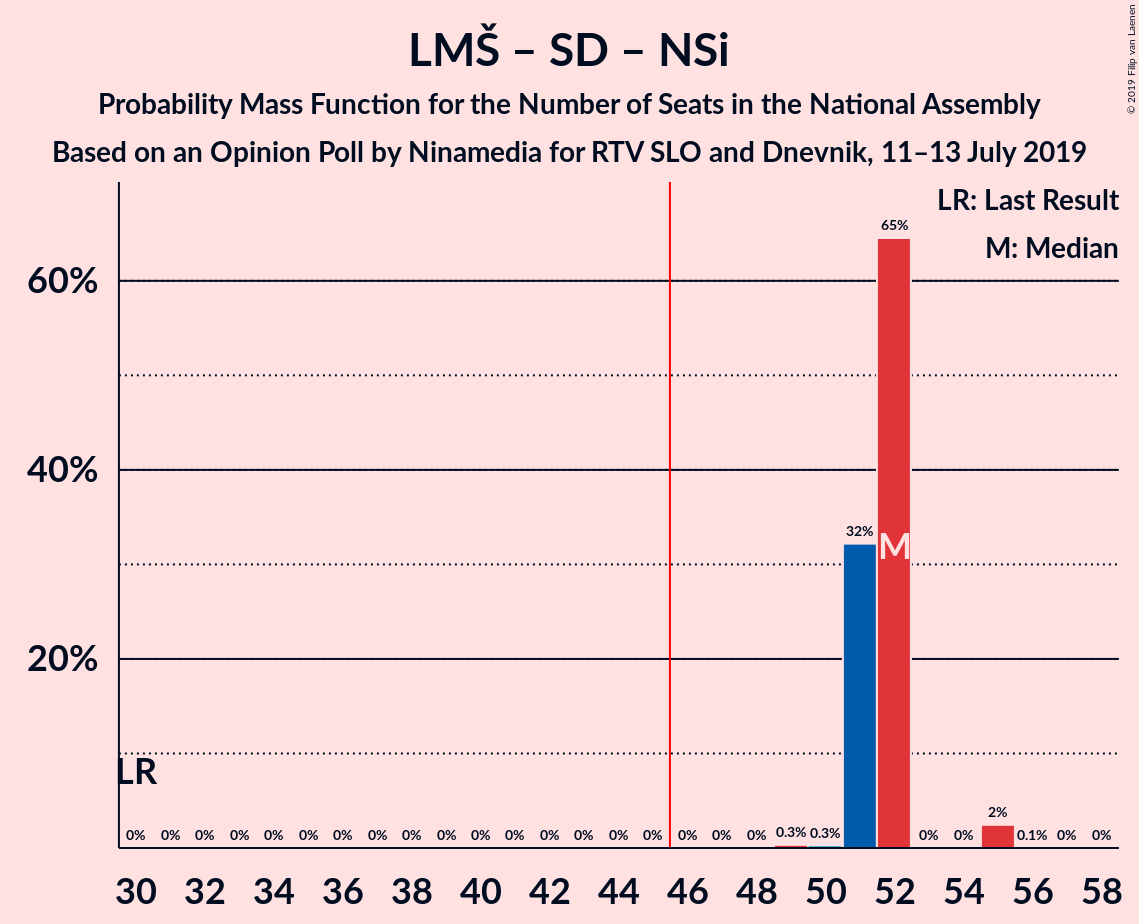 LMŠ – SD – NSi
Probability Mass Function for the Number of Seats in the National Assembly
Based on an Opinion Poll by Ninamedia for RTV SLO and Dnevnik, 11–13 July 2019
© 2019 Filip van Laenen
LR: Last Result
M: Median
60%
40%
20%
65%
32%
M
LR
0% 0% 0% 0% 0% 0% 0% 0% 0% 0% 0% 0% 0% 0% 0% 0% 0% 0% 0% 0.3% 0.3% 0% 0% 2% 0.1% 0% 0%
30 32 34 36 38 40 42 44 46 48 50 52 54 56 58